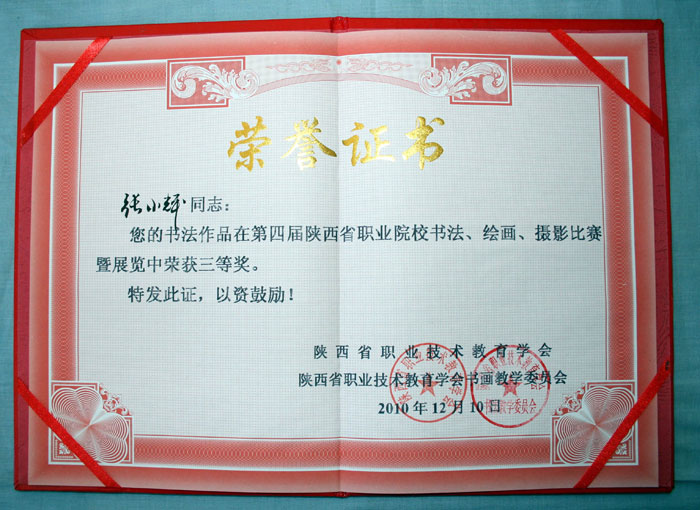 荣誉证书
张小辉 同志：
您的书法作品在第四届陕西省职业院校书法、绘画、摄影比赛
暨展览中荣获三等奖。
特发此证，以资鼓励！
陕西省职业技术教育学会
陕西省职业技术教育学会书画教学委员会
2010年12月10日